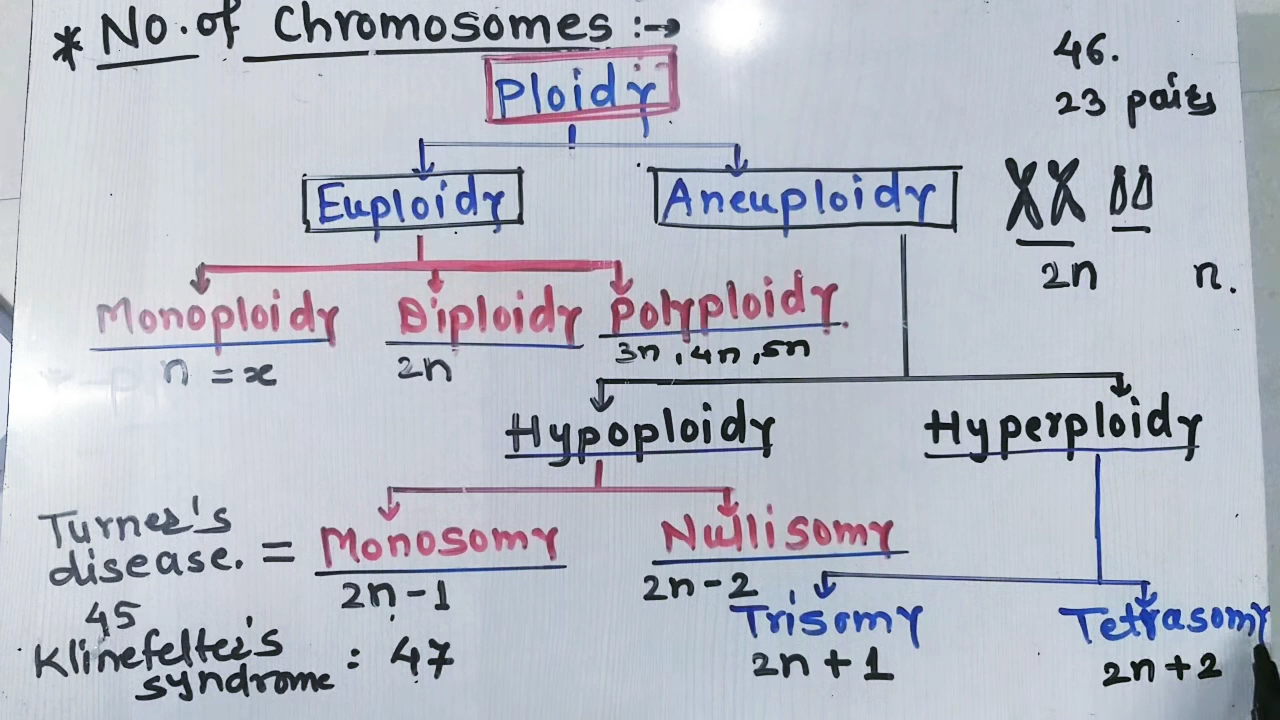 * No. of Chromosomes :→
46.
23 pairs
Ploidy
Euploidy
Aneuploidy
2n
n.
Monoploidy
Diploidy
Polyploidy.
n = x
2n
3n, 4n, 5n
Hypoploidy
Hyperploidy
Turner's
disease. =
Monosomy
Nullisomy
2n - 1
2n - 2
45
Trisomy
Tetrasomy
2n + 1
2n + 2
Klinefelter's
syndrome : 47